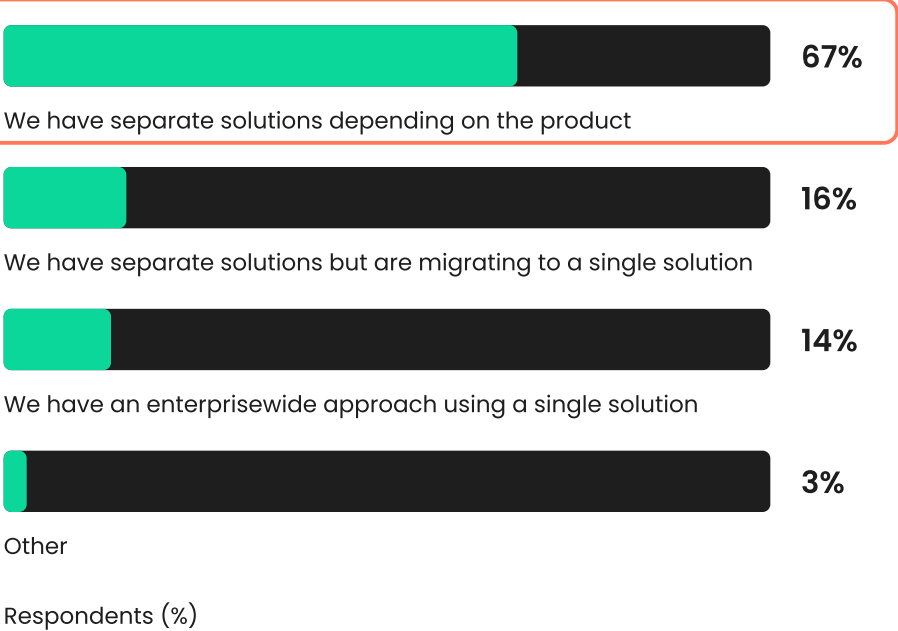 67%
We have separate solutions depending on the product
16%
We have separate solutions but are migrating to a single solution
14%
We have an enterprisewide approach using a single solution
3%
Other
Respondents (%)